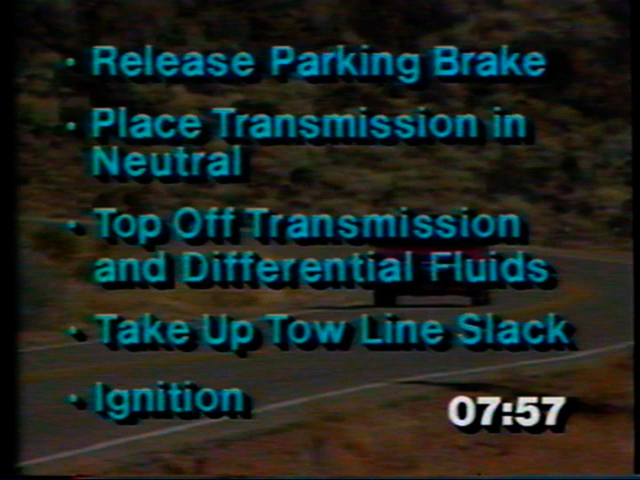 · Release Parking Brake
· Place Transmission in
Neutral
· Top Off Transmission
and Differential Fluids
· Take Up Tow Line Slack
· Ignition
07:57